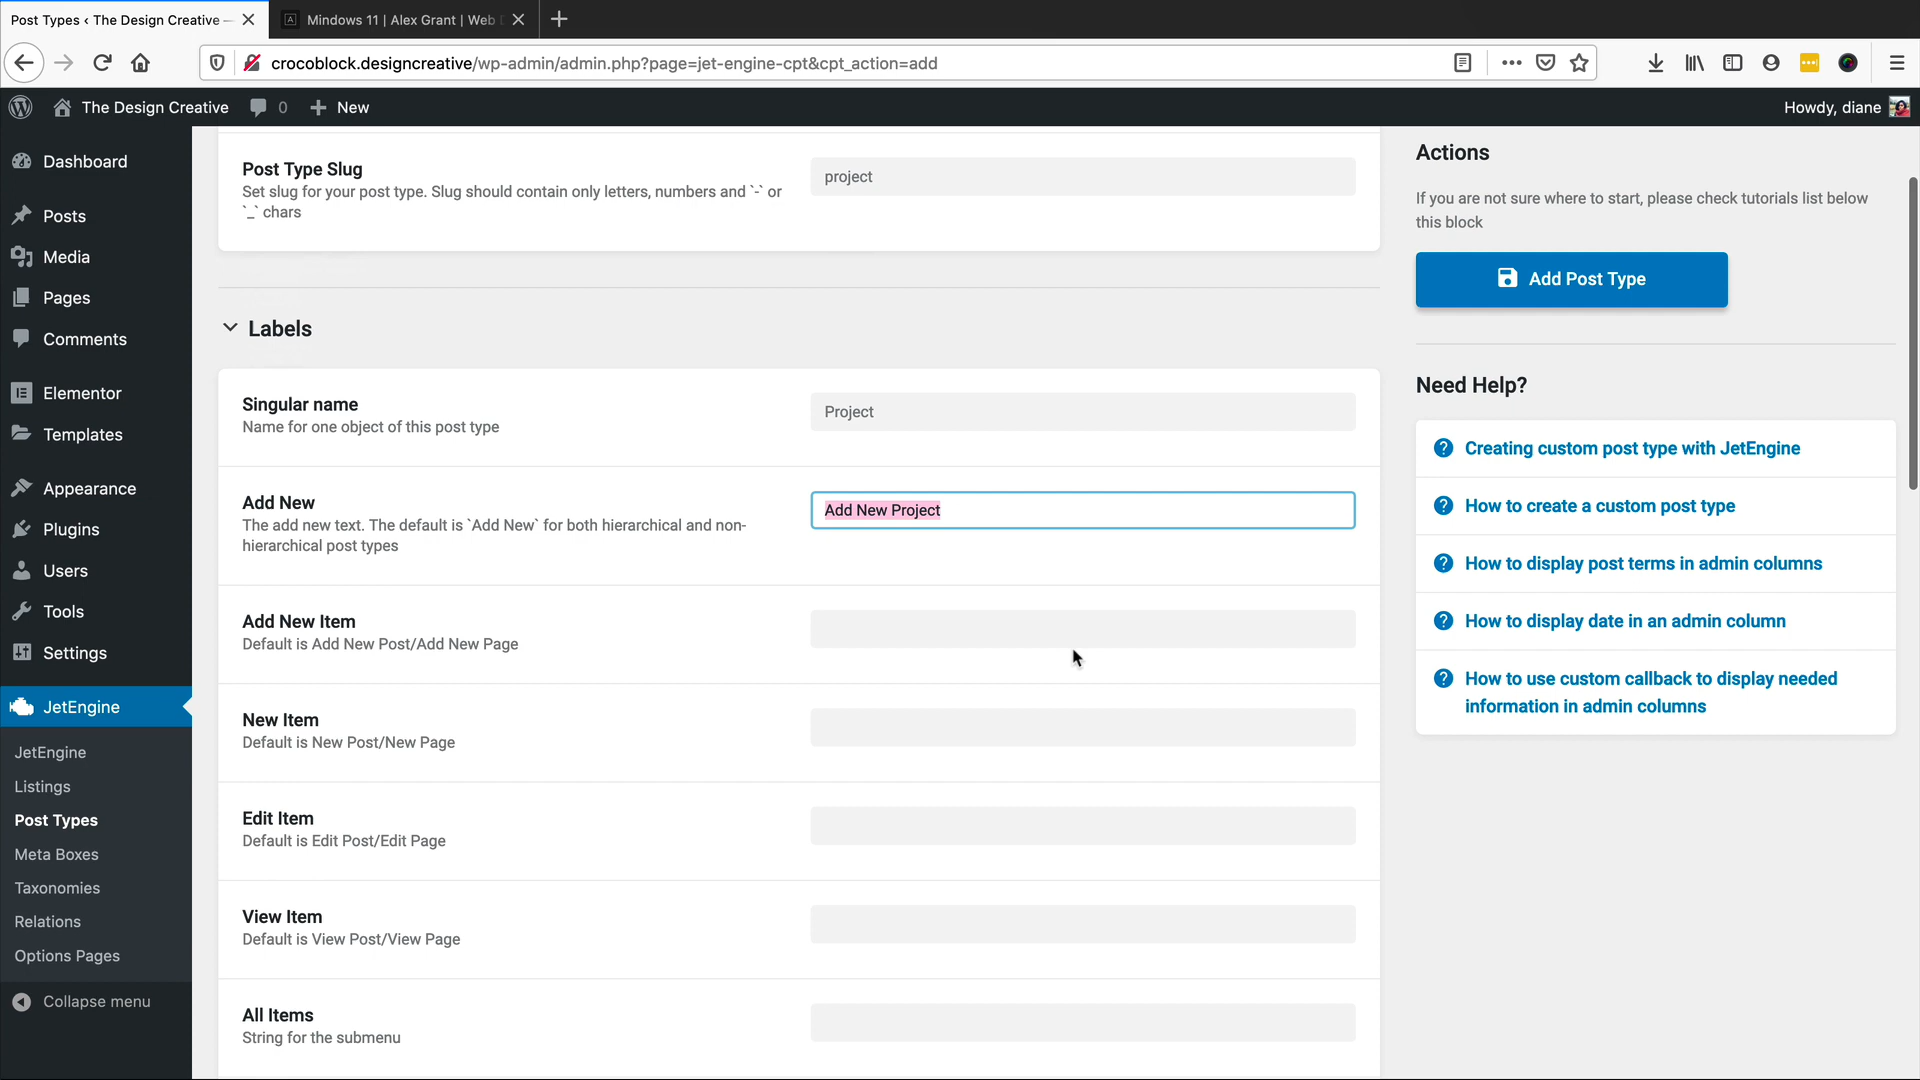 Post Types ‹ The Design Creative —
Mindows 11 | Alex Grant | Web
crocoblock.designcreative/wp-admin/admin.php?page=jet-engine-cpt&cpt_action=add
The Design Creative
0
New
Howdy, diane
Dashboard
Posts
Media
Pages
Comments
Elementor
Templates
Appearance
Plugins
Users
Tools
Settings
JetEngine
JetEngine
Listings
Post Types
Meta Boxes
Taxonomies
Relations
Options Pages
Collapse menu
Post Type Slug
Set slug for your post type. Slug should contain only letters, numbers and `-` or
`_` chars
project
Labels
Singular name
Name for one object of this post type
Project
Add New
The add new text. The default is `Add New` for both hierarchical and non-
hierarchical post types
Add New Project
Add New Item
Default is Add New Post/Add New Page
New Item
Default is New Post/New Page
Edit Item
Default is Edit Post/Edit Page
View Item
Default is View Post/View Page
All Items
String for the submenu
Actions
If you are not sure where to start, please check tutorials list below
this block
Add Post Type
Need Help?
Creating custom post type with JetEngine
How to create a custom post type
How to display post terms in admin columns
How to display date in an admin column
How to use custom callback to display needed
information in admin columns